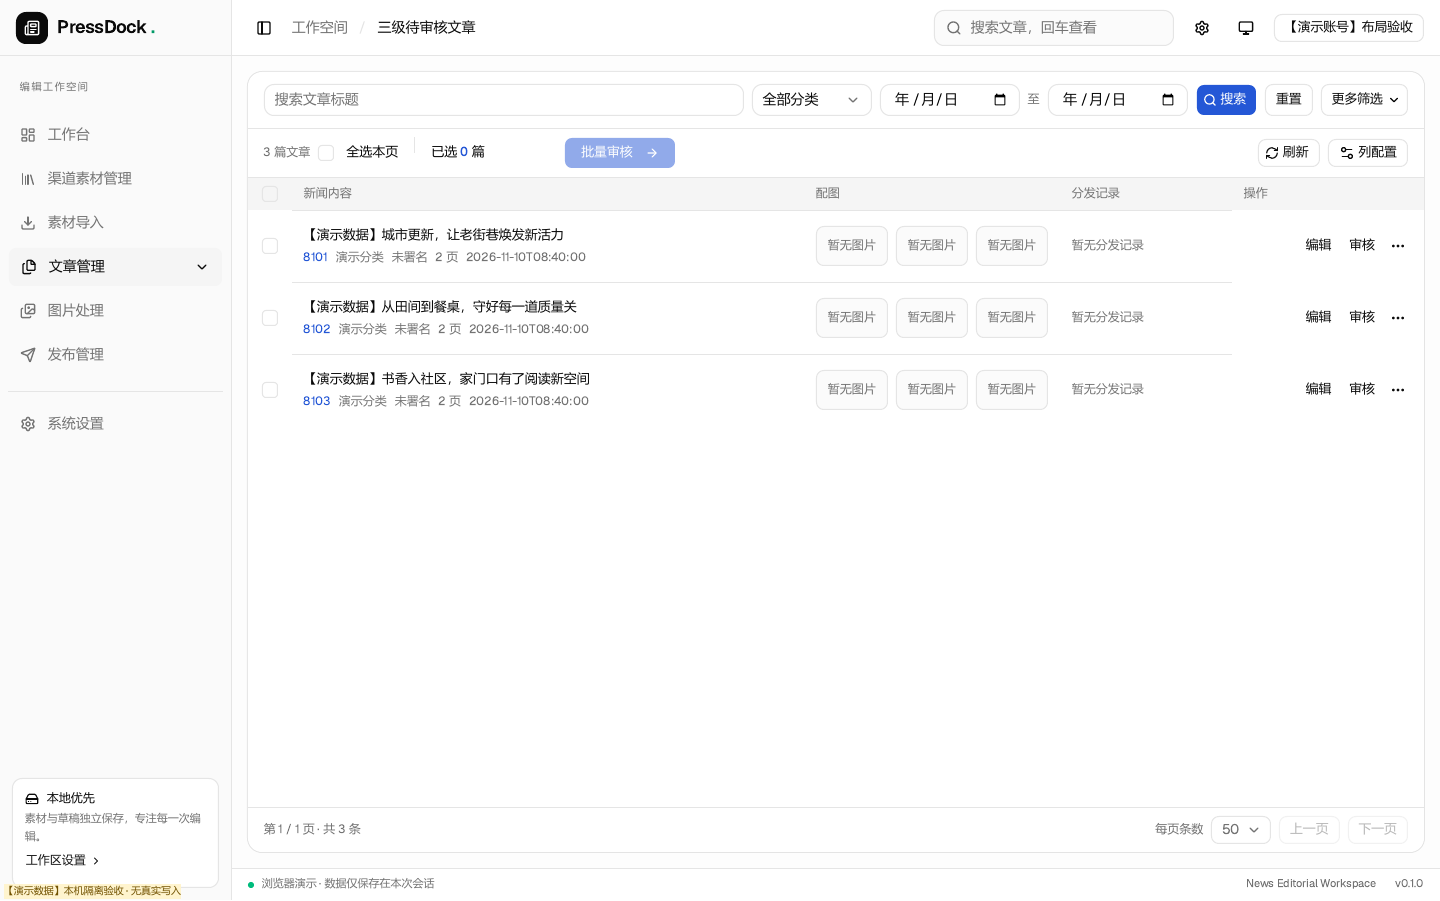 PressDock.
工作空间 / 三级待审核文章
搜索文章，回车查看
【演示账号】布局验收
编辑工作空间
工作台
渠道素材管理
素材导入
文章管理
图片处理
发布管理
系统设置
搜索文章标题
全部分类
年 /月/日
至
年 /月/日
搜索
重置
更多筛选
3 篇文章
全选本页
已选 0 篇
批量审核
刷新
列配置
新闻内容
配图
分发记录
操作
【演示数据】城市更新，让老街巷焕发新活力
8101 演示分类 未署名 2 页 2026-11-10T08:40:00
暂无图片 暂无图片 暂无图片
暂无分发记录
编辑 审核
【演示数据】从田间到餐桌，守好每一道质量关
8102 演示分类 未署名 2 页 2026-11-10T08:40:00
暂无图片 暂无图片 暂无图片
暂无分发记录
编辑 审核
【演示数据】书香入社区，家门口有了阅读新空间
8103 演示分类 未署名 2 页 2026-11-10T08:40:00
暂无图片 暂无图片 暂无图片
暂无分发记录
编辑 审核
第 1 / 1 页 · 共 3 条
每页条数
50
上一页
下一页
本地优先
素材与草稿独立保存，专注每一次编
辑。
工作区设置
【演示数据】本机隔离验收 · 无真实写入
浏览器演示 · 数据仅保存在本次会话
News Editorial Workspace
v0.1.0